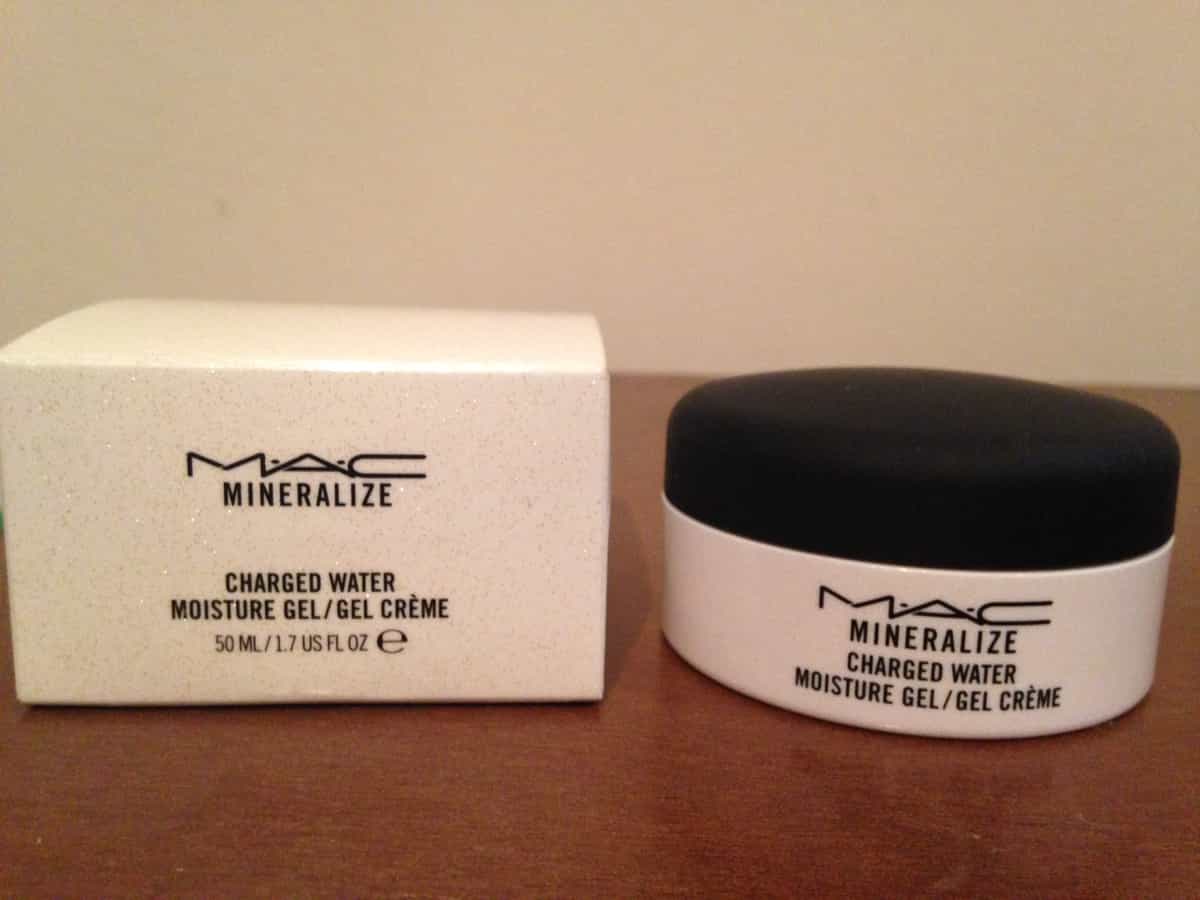 M·A·C
MINERALIZE
CHARGED WATER
MOISTURE GEL/GEL CRÈME
50 ML/1.7 US FL OZ ℮
M·A·C
MINERALIZE
CHARGED WATER
MOISTURE GEL/GEL CRÈME